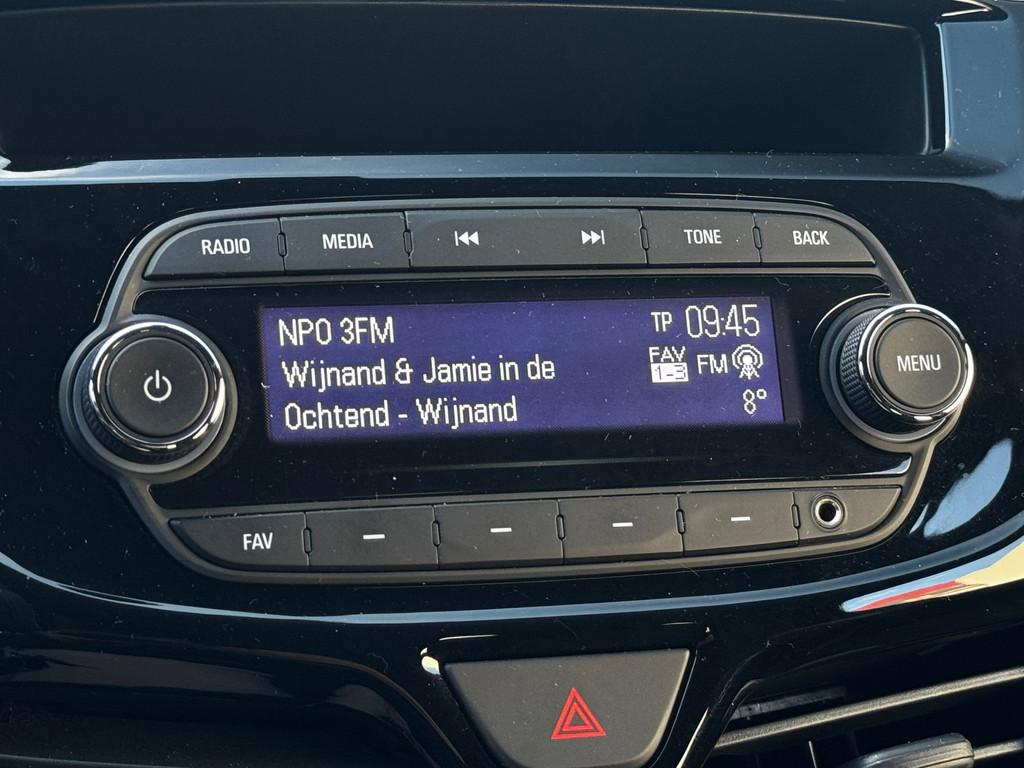 RADIO MEDIA TONE BACK
NPO 3FM TP 09:45
Wijnand & Jamie in de FAV 1-3 FM
Ochtend - Wijnand 8°
MENU
FAV